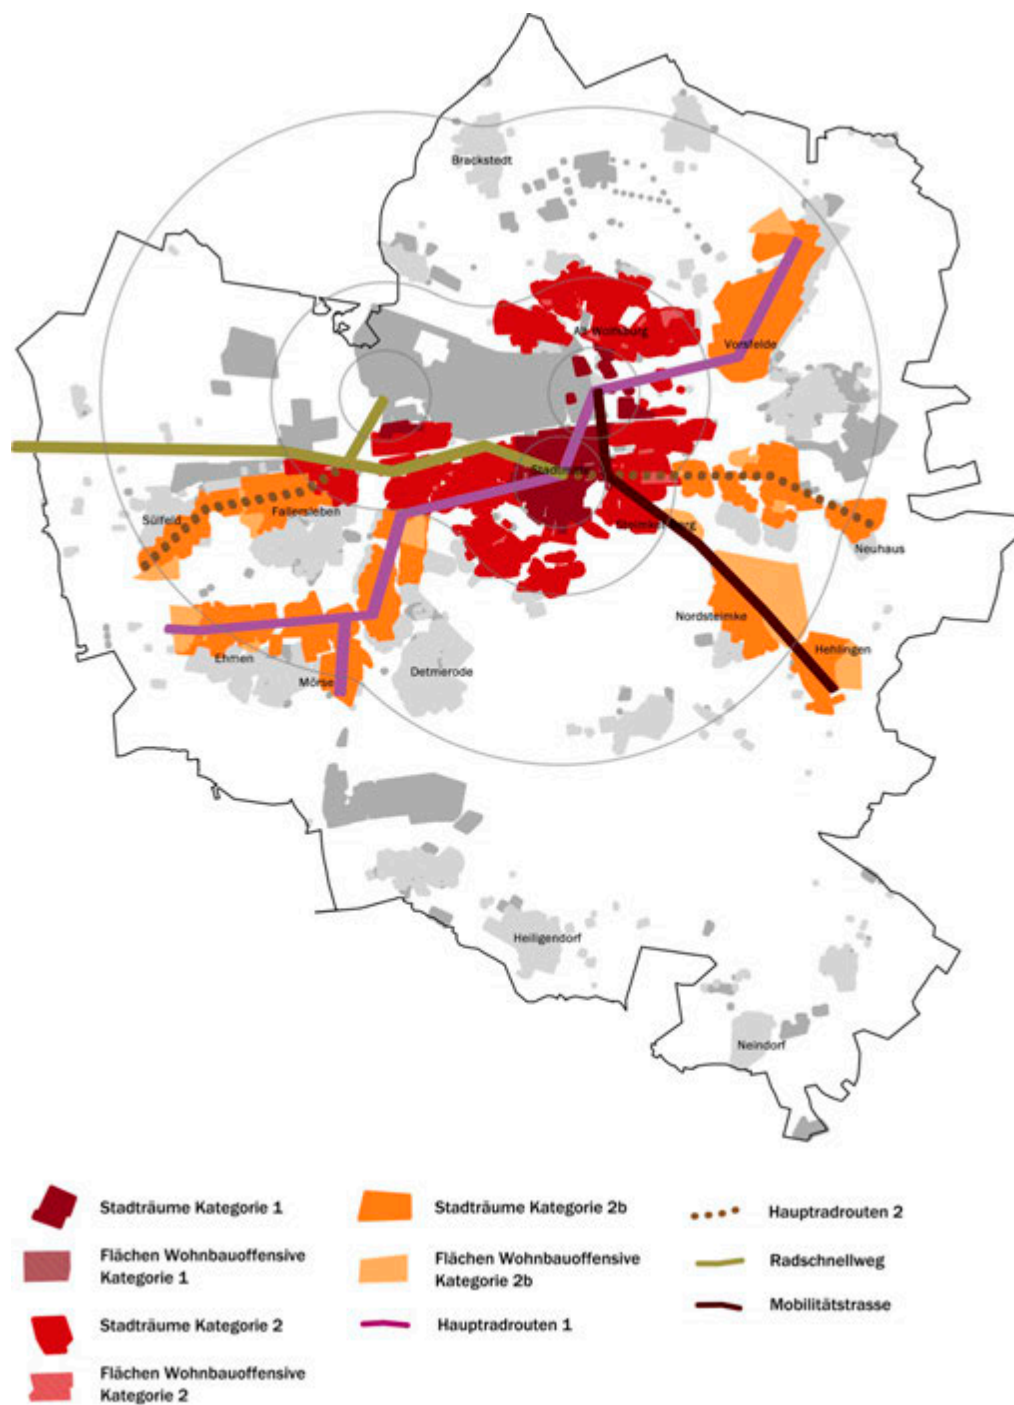 Brackstedt
Alt-Wolfsburg
Vorsfelde
Stadtmitte
Sülfeld
Fallersleben
Steimkerberg
Neuhaus
Nordsteimke
Hehlingen
Ehmen
Mörse
Detmerode
Heiligendorf
Neindorf
Stadträume Kategorie 1
Flächen Wohnbauoffensive
Kategorie 1
Stadträume Kategorie 2
Flächen Wohnbauoffensive
Kategorie 2
Stadträume Kategorie 2b
Flächen Wohnbauoffensive
Kategorie 2b
Hauptradrouten 1
Hauptradrouten 2
Radschnellweg
Mobilitätstrasse